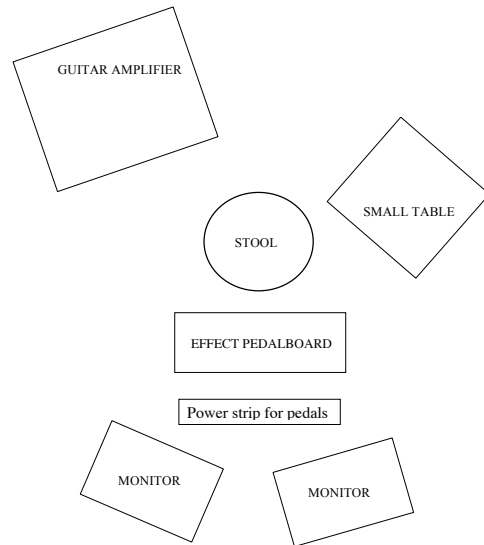 GUITAR AMPLIFIER
SMALL TABLE
STOOL
EFFECT PEDALBOARD
Power strip for pedals
MONITOR
MONITOR